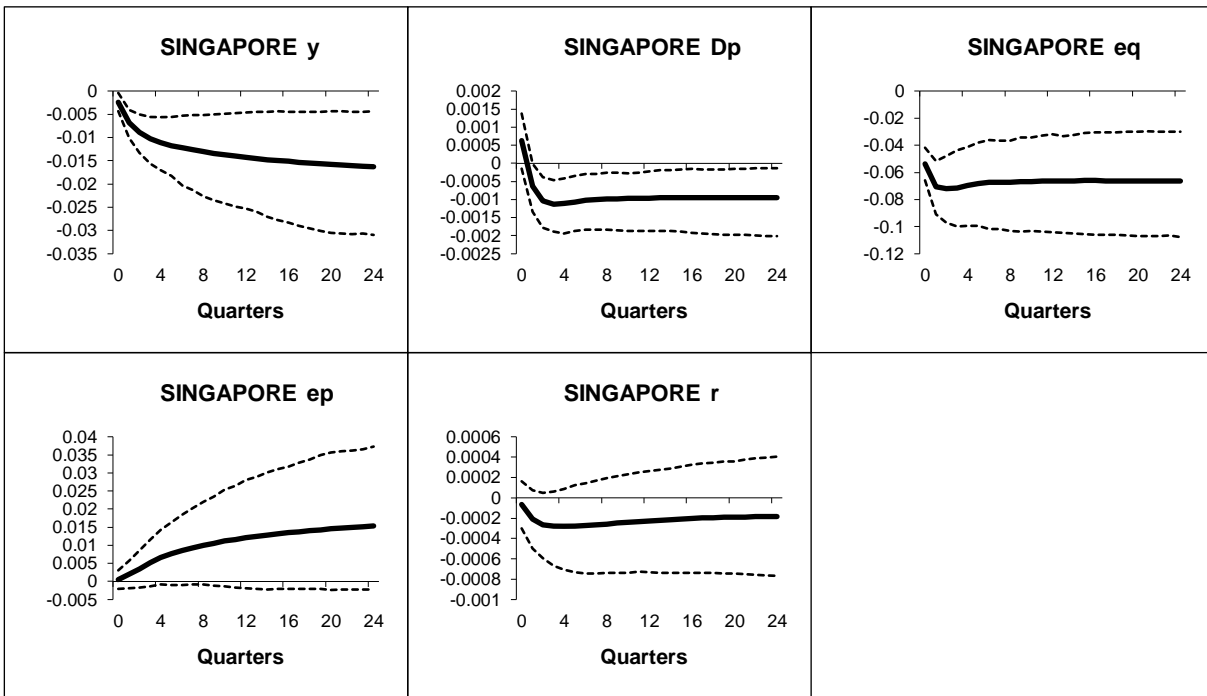 SINGAPORE y
0
-0.005
-0.01
-0.015
-0.02
-0.025
-0.03
-0.035
0 4 8 12 16 20 24
Quarters
SINGAPORE Dp
0.002
0.0015
0.001
0.0005
0
-0.0005
-0.001
-0.0015
-0.002
-0.0025
0 4 8 12 16 20 24
Quarters
SINGAPORE eq
0
-0.02
-0.04
-0.06
-0.08
-0.1
-0.12
0 4 8 12 16 20 24
Quarters
SINGAPORE ep
0.04
0.035
0.03
0.025
0.02
0.015
0.01
0.005
0
-0.005
0 4 8 12 16 20 24
Quarters
SINGAPORE r
0.0006
0.0004
0.0002
0
-0.0002
-0.0004
-0.0006
-0.0008
-0.001
0 4 8 12 16 20 24
Quarters